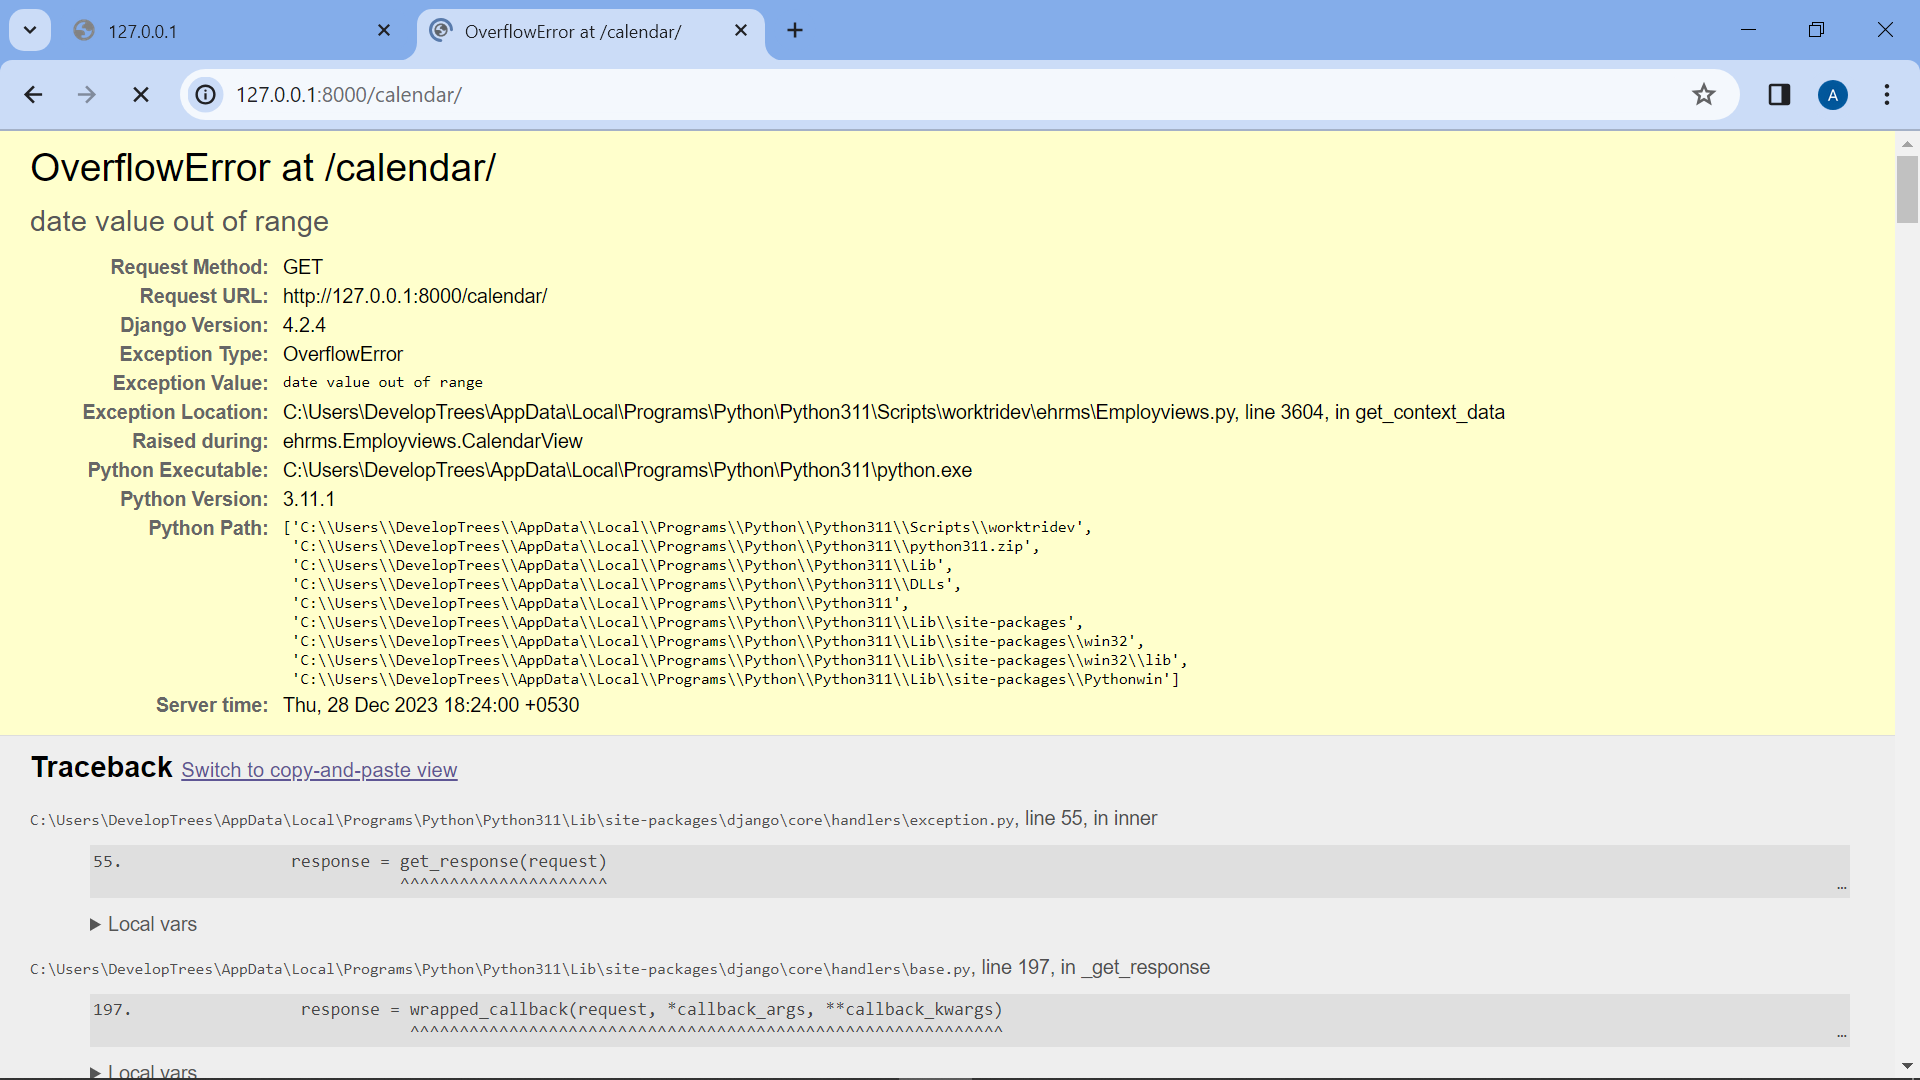 127.0.0.1
OverflowError at /calendar/
127.0.0.1:8000/calendar/
A
OverflowError at /calendar/
date value out of range
Request Method: GET
Request URL: http://127.0.0.1:8000/calendar/
Django Version: 4.2.4
Exception Type: OverflowError
Exception Value: date value out of range
Exception Location: C:\Users\DevelopTrees\AppData\Local\Programs\Python\Python311\Scripts\worktridev\ehrms\Employviews.py, line 3604, in get_context_data
Raised during: ehrms.Employviews.CalendarView
Python Executable: C:\Users\DevelopTrees\AppData\Local\Programs\Python\Python311\python.exe
Python Version: 3.11.1
Python Path: ['C:\\Users\\DevelopTrees\\AppData\\Local\\Programs\\Python\\Python311\\Scripts\\worktridev',
'C:\\Users\\DevelopTrees\\AppData\\Local\\Programs\\Python\\Python311\\python311.zip',
'C:\\Users\\DevelopTrees\\AppData\\Local\\Programs\\Python\\Python311\\Lib',
'C:\\Users\\DevelopTrees\\AppData\\Local\\Programs\\Python\\Python311\\DLLs',
'C:\\Users\\DevelopTrees\\AppData\\Local\\Programs\\Python\\Python311',
'C:\\Users\\DevelopTrees\\AppData\\Local\\Programs\\Python\\Python311\\Lib\\site-packages',
'C:\\Users\\DevelopTrees\\AppData\\Local\\Programs\\Python\\Python311\\Lib\\site-packages\\win32',
'C:\\Users\\DevelopTrees\\AppData\\Local\\Programs\\Python\\Python311\\Lib\\site-packages\\win32\\lib',
'C:\\Users\\DevelopTrees\\AppData\\Local\\Programs\\Python\\Python311\\Lib\\site-packages\\Pythonwin']
Server time: Thu, 28 Dec 2023 18:24:00 +0530
Traceback Switch to copy-and-paste view
C:\Users\DevelopTrees\AppData\Local\Programs\Python\Python311\Lib\site-packages\django\core\handlers\exception.py, line 55, in inner
55. response = get_response(request)
^^^^^^^^^^^^^^^^^^^^^ …
▶ Local vars
C:\Users\DevelopTrees\AppData\Local\Programs\Python\Python311\Lib\site-packages\django\core\handlers\base.py, line 197, in _get_response
197. response = wrapped_callback(request, *callback_args, **callback_kwargs)
^^^^^^^^^^^^^^^^^^^^^^^^^^^^^^^^^^^^^^^^^^^^^^^^^^^^^^^^^^^^ …
▶ Local vars